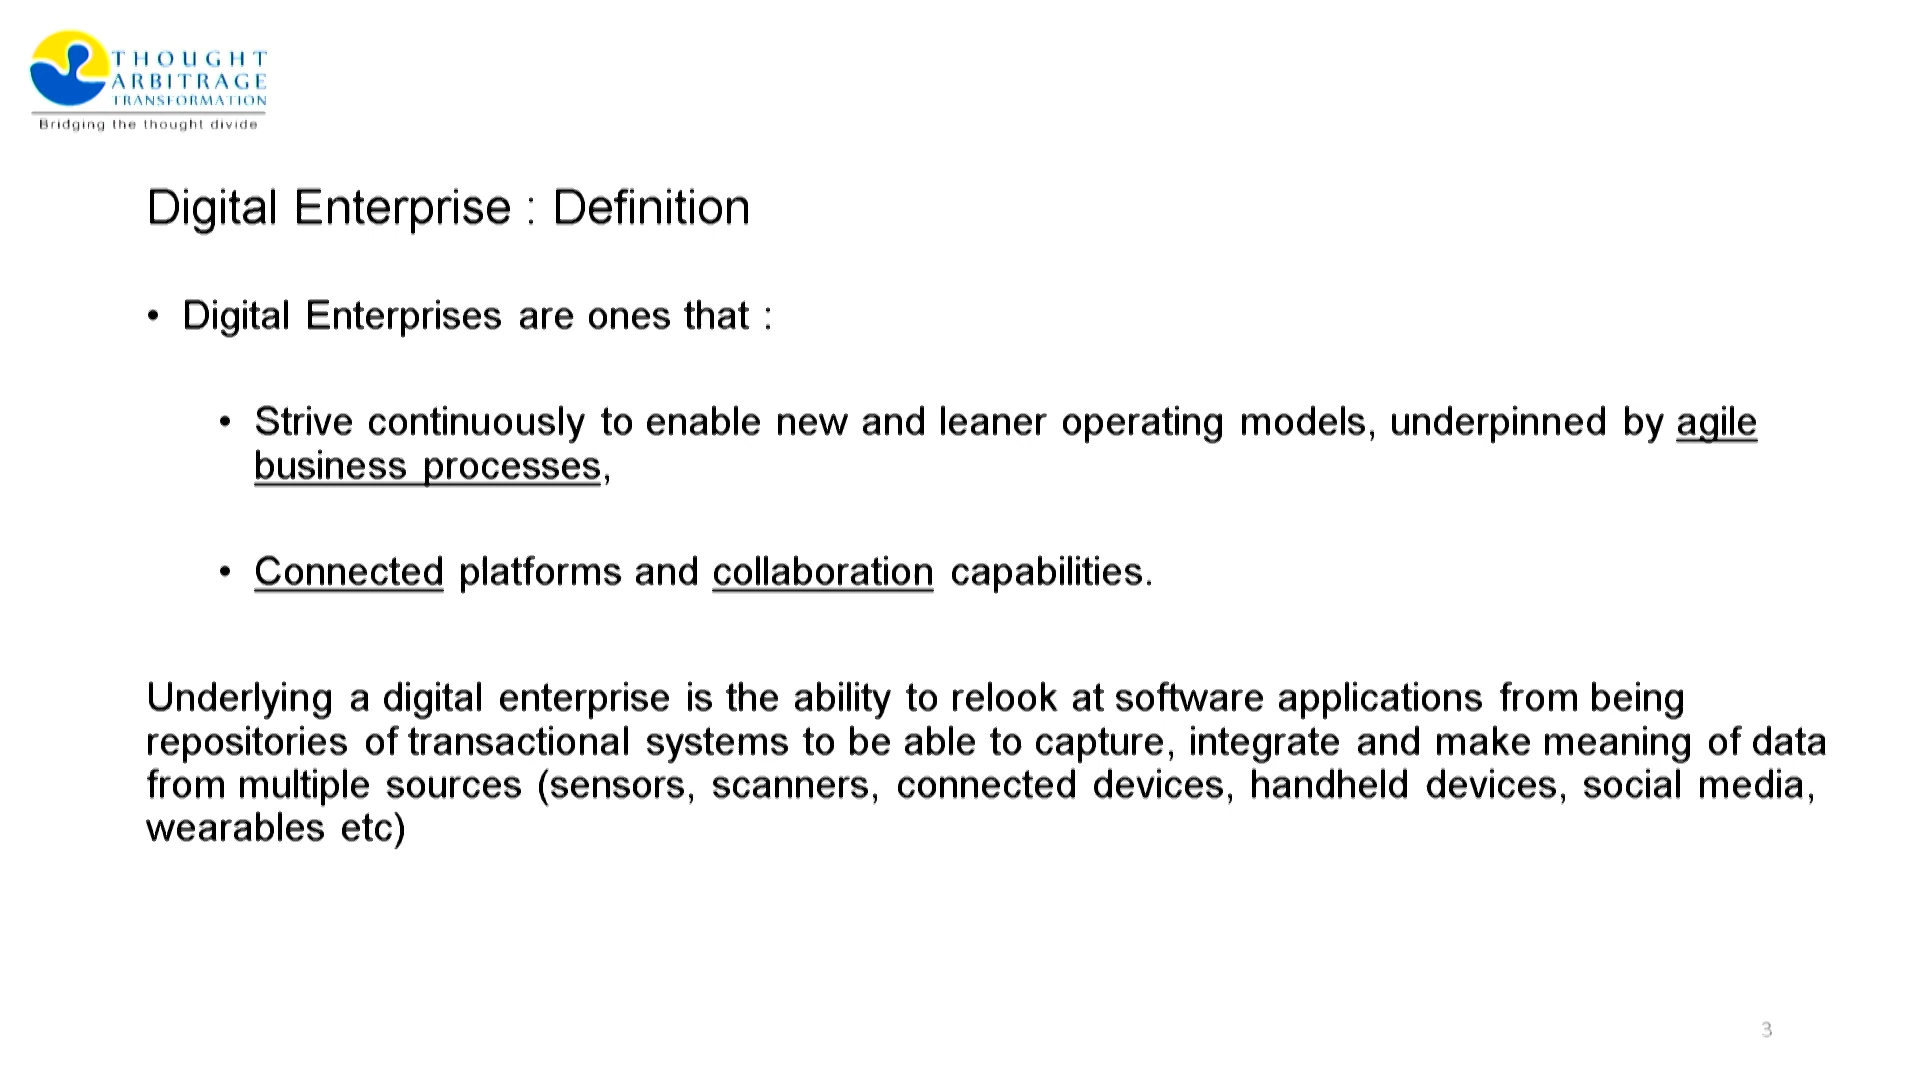 THOUGHT
ARBITRAGE
TRANSFORMATION
Bridging the thought divide
Digital Enterprise : Definition
• Digital Enterprises are ones that :
• Strive continuously to enable new and leaner operating models, underpinned by agile
business processes,
• Connected platforms and collaboration capabilities.
Underlying a digital enterprise is the ability to relook at software applications from being
repositories of transactional systems to be able to capture, integrate and make meaning of data
from multiple sources (sensors, scanners, connected devices, handheld devices, social media,
wearables etc)
3